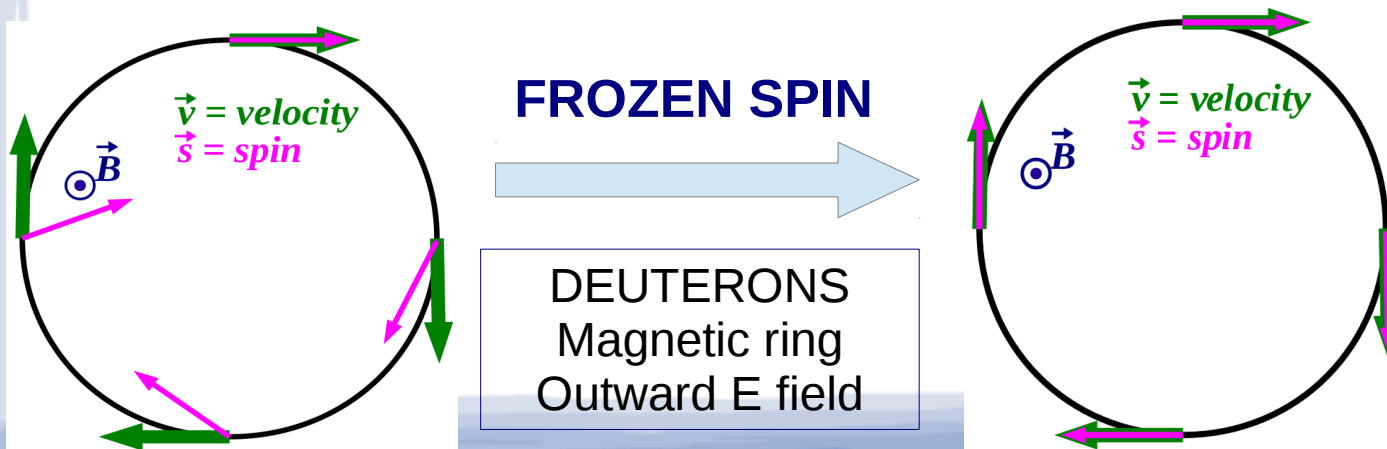 v⃗ = velocity
s⃗ = spin
B⃗
FROZEN SPIN
DEUTERONS
Magnetic ring
Outward E field
v⃗ = velocity
s⃗ = spin
B⃗